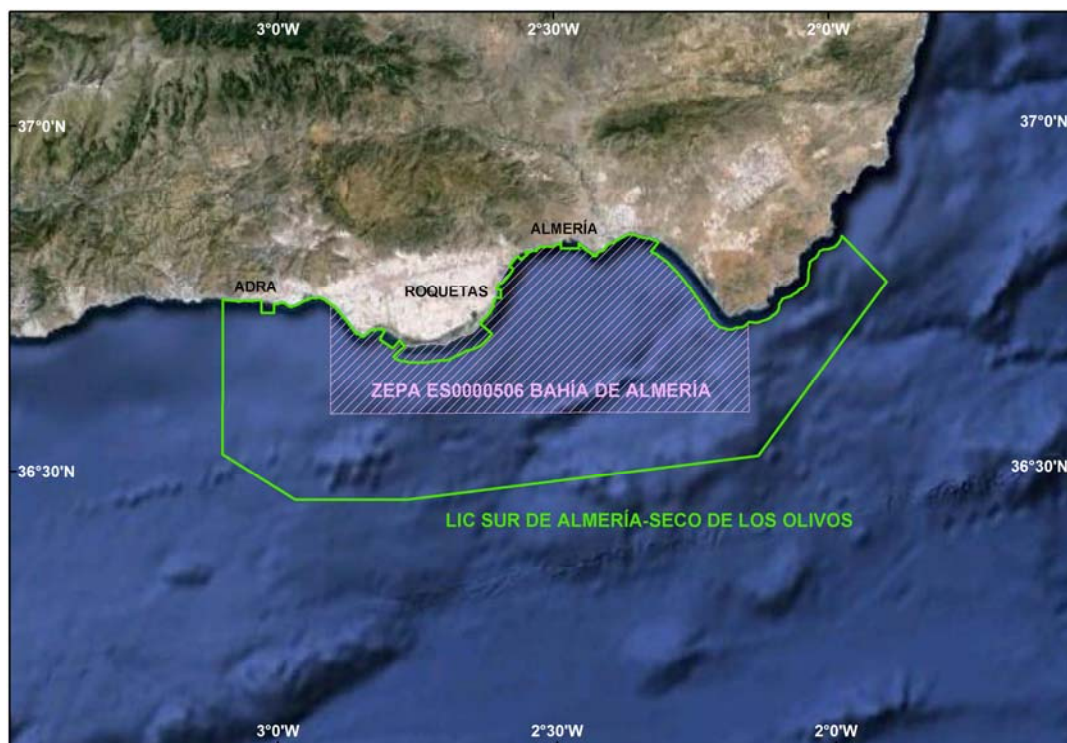 3°0'W 2°30'W 2°0'W
37°0'N 37°0'N
ALMERÍA
ADRA
ROQUETAS
ZEPA ES0000506 BAHÍA DE ALMERÍA
36°30'N 36°30'N
LIC SUR DE ALMERÍA-SECO DE LOS OLIVOS
3°0'W 2°30'W 2°0'W